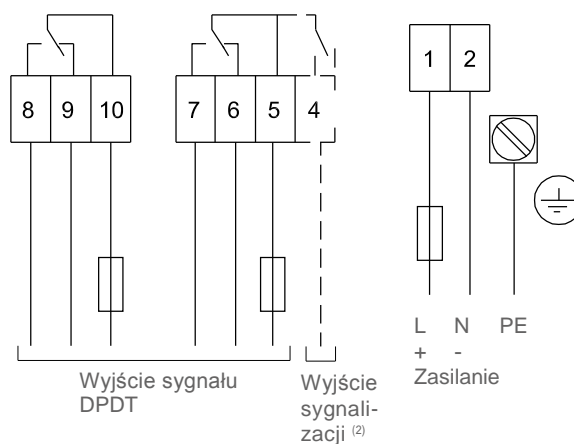 8 9 10 7 6 5 4 1 2
L N PE
+ -
Zasilanie
Wyjście sygnału
DPDT
Wyjście
sygnali-
zacji (2)